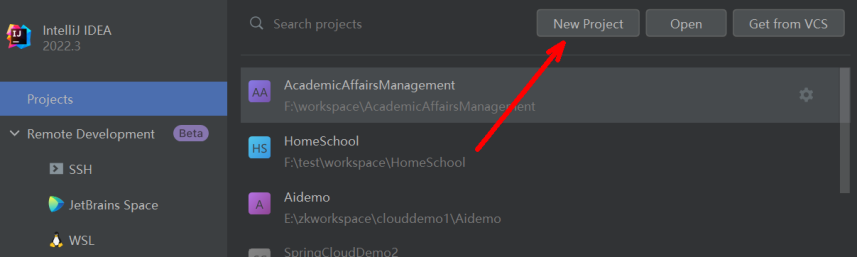 IntelliJ IDEA
2022.3
Search projects
New Project
Open
Get from VCS
Projects
Remote Development
Beta
SSH
JetBrains Space
WSL
AA
AcademicAffairsManagement
F:\workspace\AcademicAffairsManagement
HS
HomeSchool
F:\test\workspace\HomeSchool
A
Aidemo
E:\zkworkspace\clouddemo1\Aidemo
SpringCloudDemo2